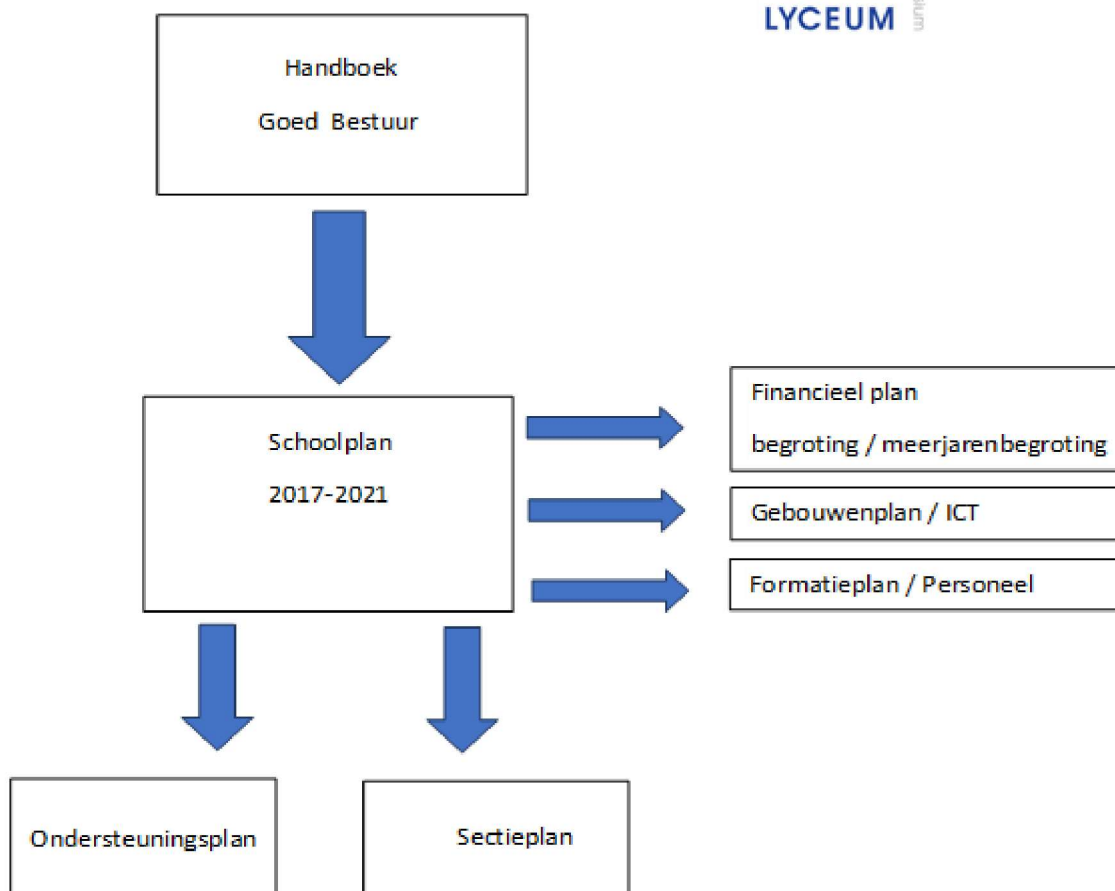 LYCEUM
Handboek
Goed Bestuur
Schoolplan
2017-2021
Financieel plan
begroting / meerjarenbegroting
Gebouwenplan / ICT
Formatieplan / Personeel
Ondersteuningsplan
Sectieplan